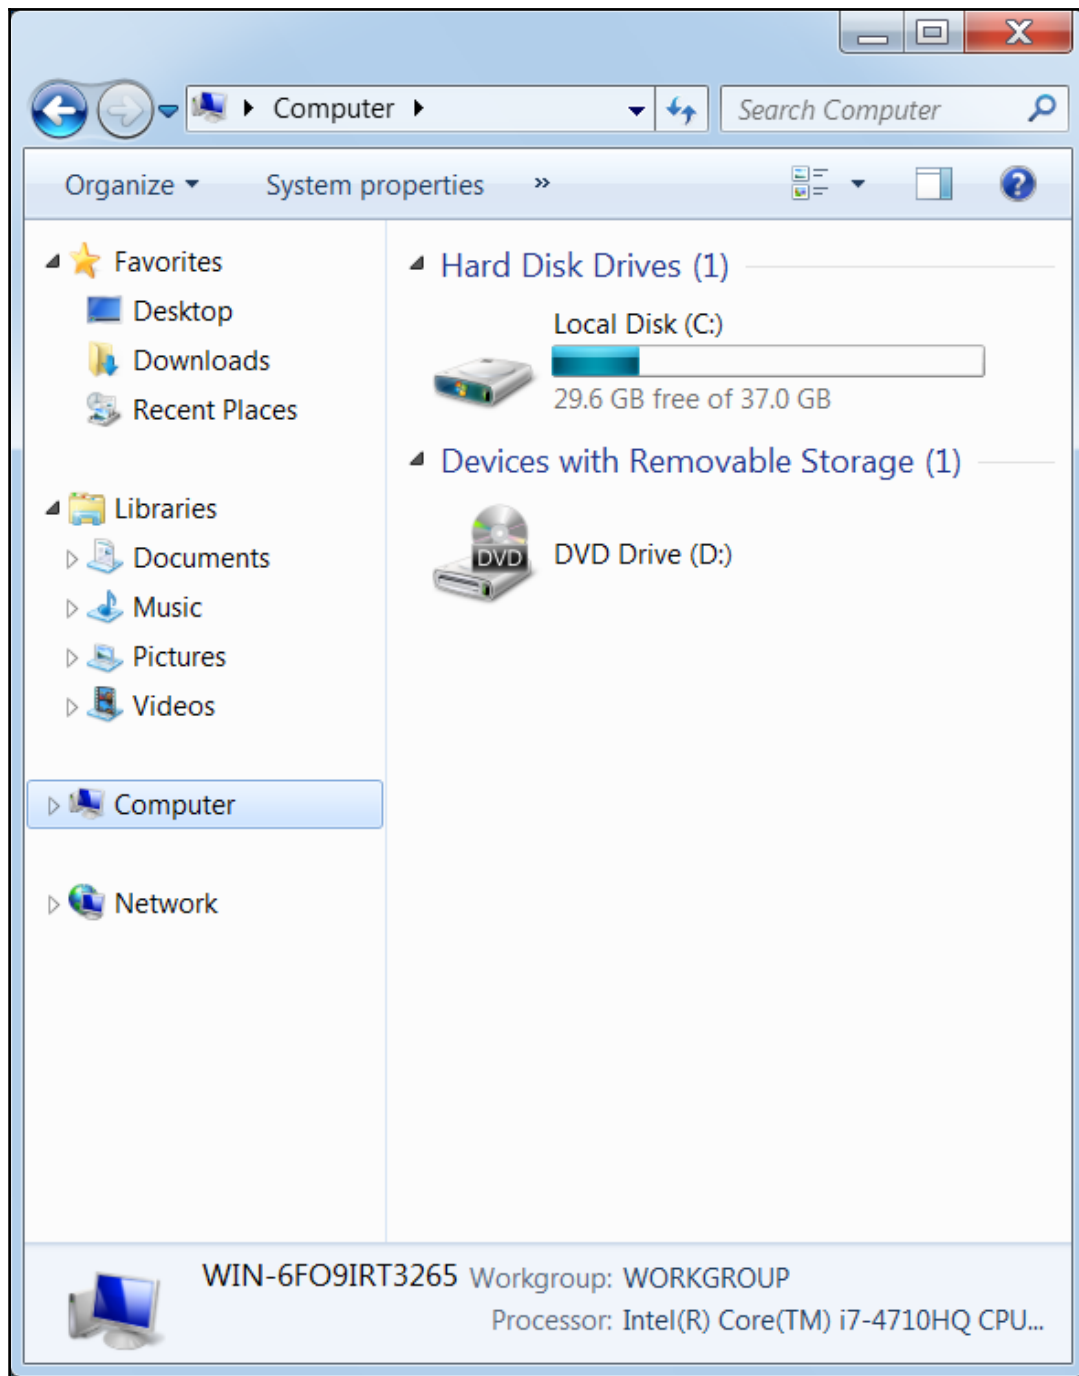 Computer
Search Computer
Organize System properties »
Favorites
Desktop
Downloads
Recent Places
Libraries
Documents
Music
Pictures
Videos
Computer
Network
Hard Disk Drives (1)
Local Disk (C:)
29.6 GB free of 37.0 GB
Devices with Removable Storage (1)
DVD
DVD Drive (D:)
WIN-6FO9IRT3265 Workgroup: WORKGROUP
Processor: Intel(R) Core(TM) i7-4710HQ CPU...